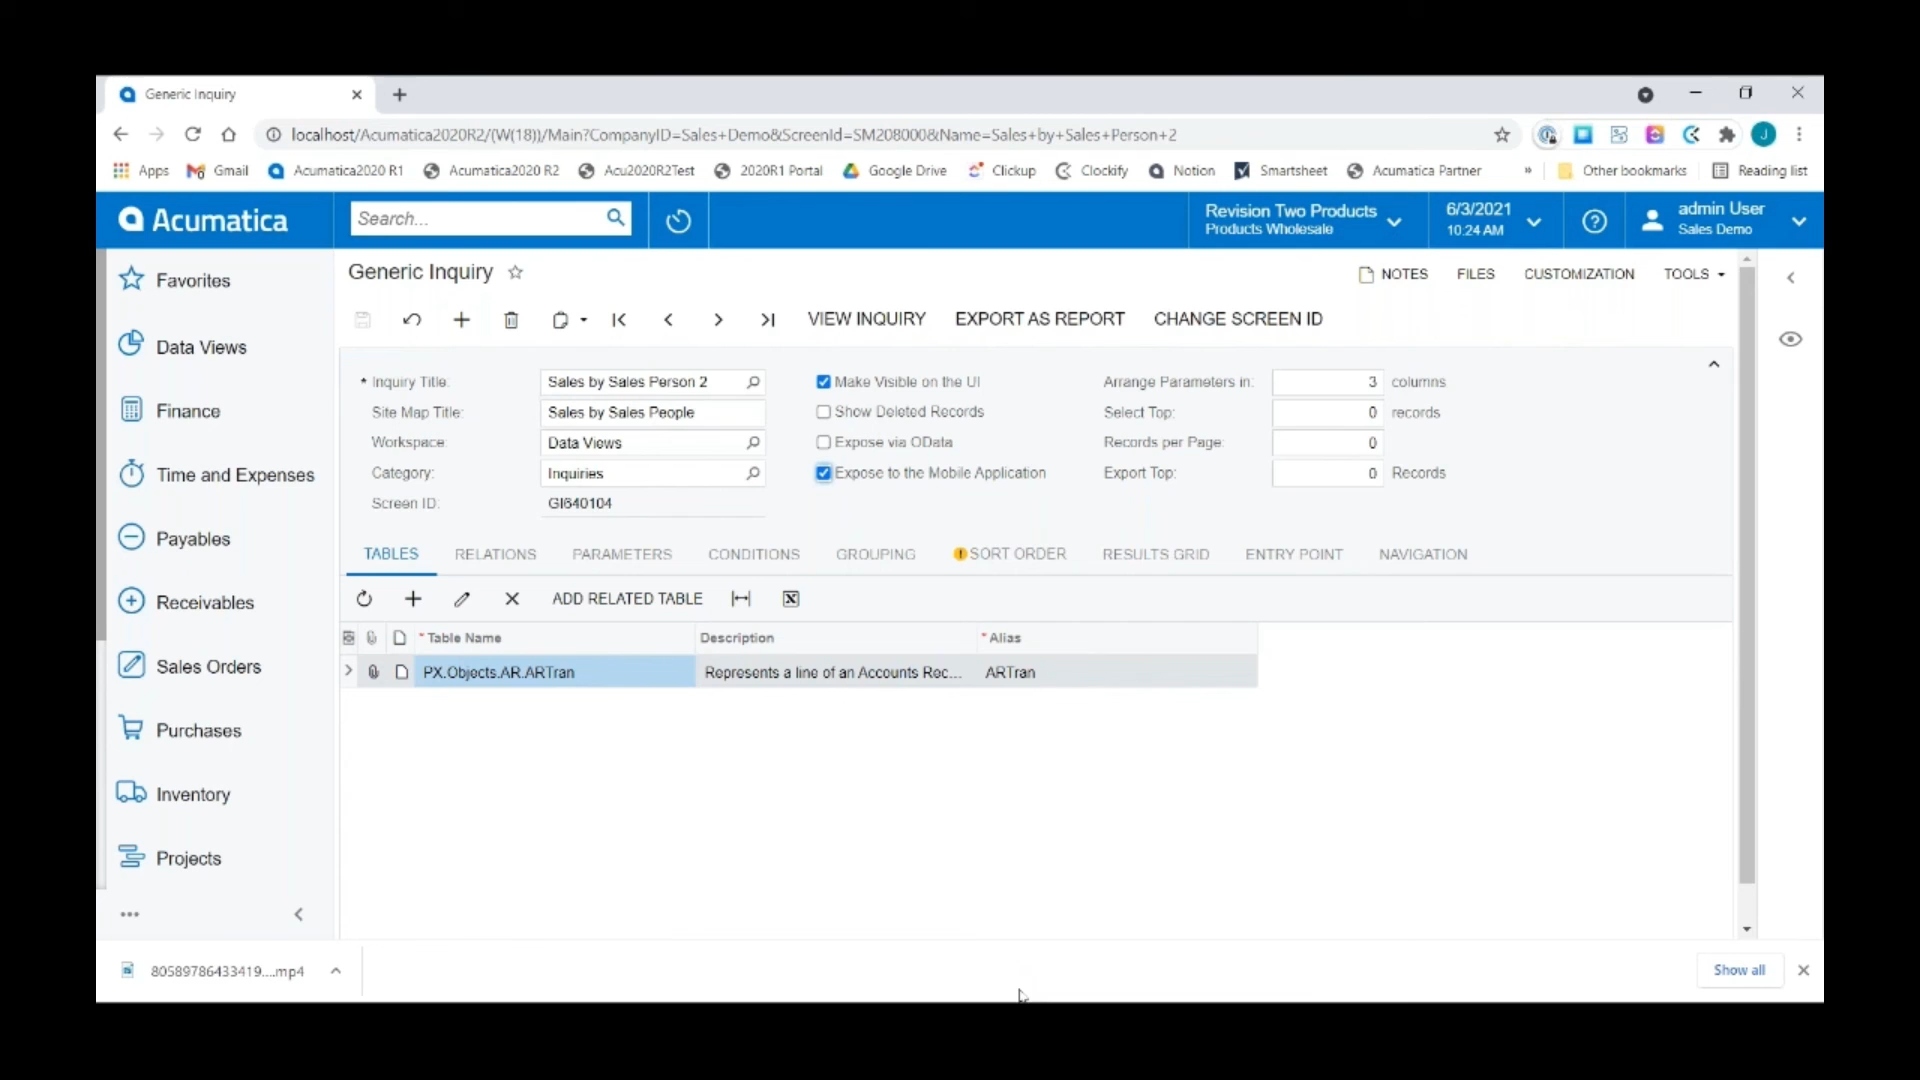 Generic Inquiry
localhost/Acumatica2020R2/(W(18))/Main?CompanyID=Sales+Demo&ScreenId=SM208000&Name=Sales+by+Sales+Person+2
J
Apps Gmail Acumatica2020 R1 Acumatica2020 R2 Acu2020R2Test 2020R1 Portal Google Drive Clickup Clockify Notion Smartsheet Acumatica Partner » Other bookmarks Reading list
Acumatica
Search...
Revision Two Products
Products Wholesale
6/3/2021
10:24 AM
admin User
Sales Demo
Favorites
Data Views
Finance
Time and Expenses
Payables
Receivables
Sales Orders
Purchases
Inventory
Projects
Generic Inquiry
NOTES FILES CUSTOMIZATION TOOLS
VIEW INQUIRY EXPORT AS REPORT CHANGE SCREEN ID
* Inquiry Title: Sales by Sales Person 2
Site Map Title: Sales by Sales People
Workspace: Data Views
Category: Inquiries
Screen ID: GI640104
Make Visible on the UI
Show Deleted Records
Expose via OData
Expose to the Mobile Application
Arrange Parameters in: 3 columns
Select Top: 0 records
Records per Page: 0
Export Top: 0 Records
TABLES RELATIONS PARAMETERS CONDITIONS GROUPING SORT ORDER RESULTS GRID ENTRY POINT NAVIGATION
ADD RELATED TABLE
* Table Name Description * Alias
PX.Objects.AR.ARTran Represents a line of an Accounts Rec... ARTran
80589786433419....mp4
Show all